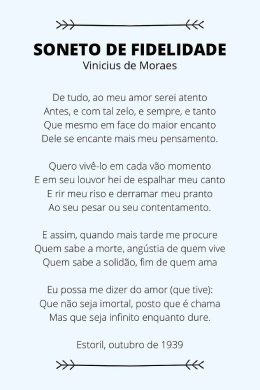 SONETO DE FIDELIDADE
Vinicius de Moraes
De tudo, ao meu amor serei atento
Antes, e com tal zelo, e sempre, e tanto
Que mesmo em face do maior encanto
Dele se encante mais meu pensamento.
Quero vivê-lo em cada vão momento
E em seu louvor hei de espalhar meu canto
E rir meu riso e derramar meu pranto
Ao seu pesar ou seu contentamento.
E assim, quando mais tarde me procure
Quem sabe a morte, angústia de quem vive
Quem sabe a solidão, fim de quem ama
Eu possa me dizer do amor (que tive):
Que não seja imortal, posto que é chama
Mas que seja infinito enquanto dure.
Estoril, outubro de 1939